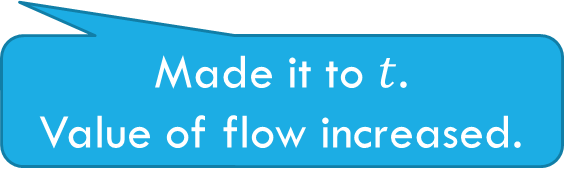 Made it to t.
Value of flow increased.